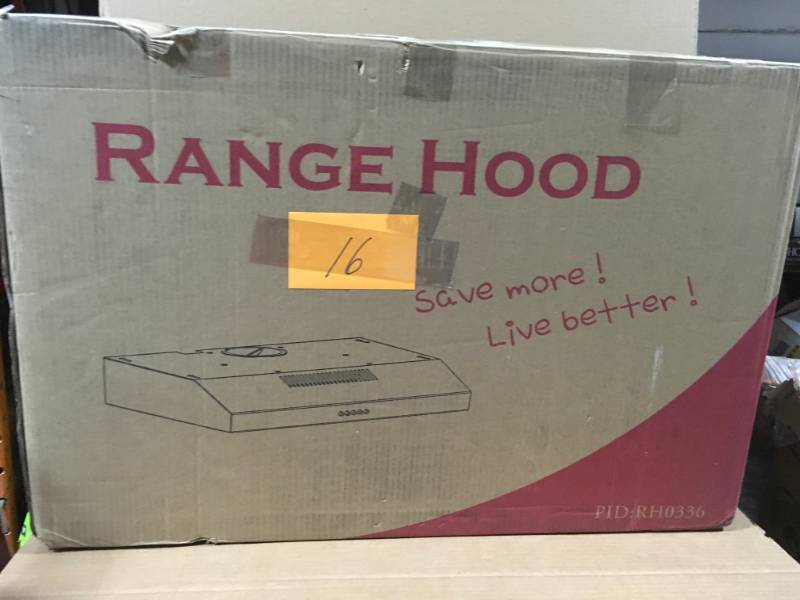 RANGE HOOD
16
Save more!
Live better!
PID:RH0336